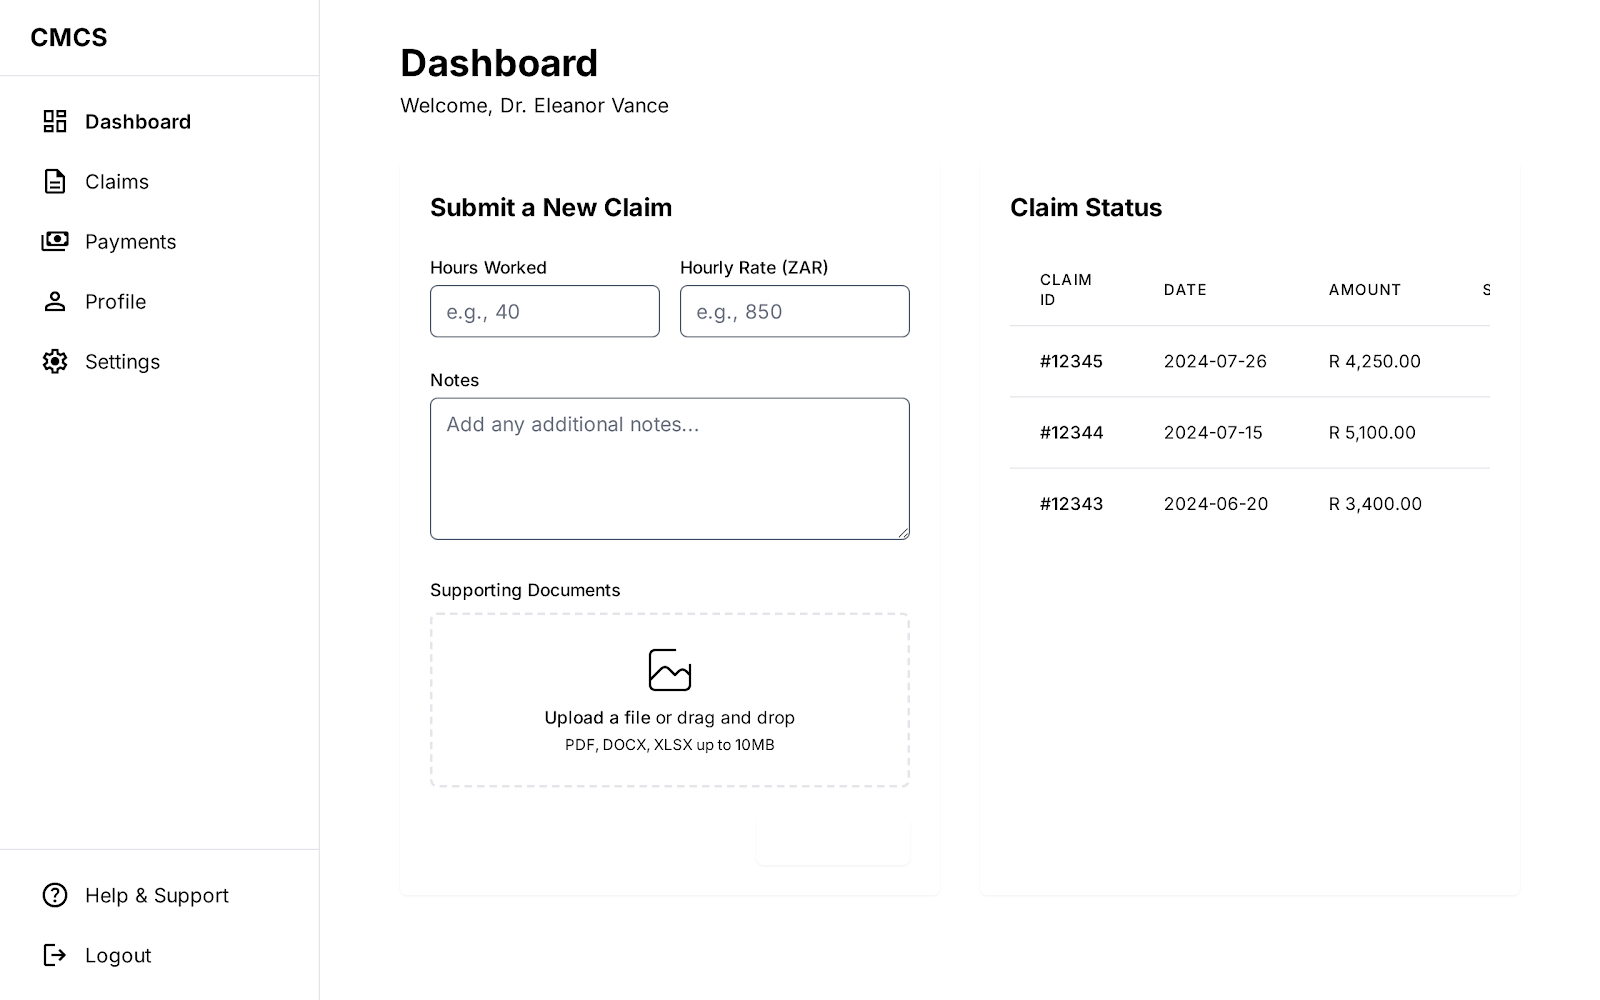 CMCS
Dashboard
Claims
Payments
Profile
Settings
Help & Support
Logout
Dashboard
Welcome, Dr. Eleanor Vance
Submit a New Claim
Hours Worked
Hourly Rate (ZAR)
e.g., 40
e.g., 850
Notes
Add any additional notes...
Supporting Documents
Upload a file or drag and drop
PDF, DOCX, XLSX up to 10MB
Claim Status
CLAIM
ID
DATE
AMOUNT
#12345 2024-07-26 R 4,250.00
#12344 2024-07-15 R 5,100.00
#12343 2024-06-20 R 3,400.00